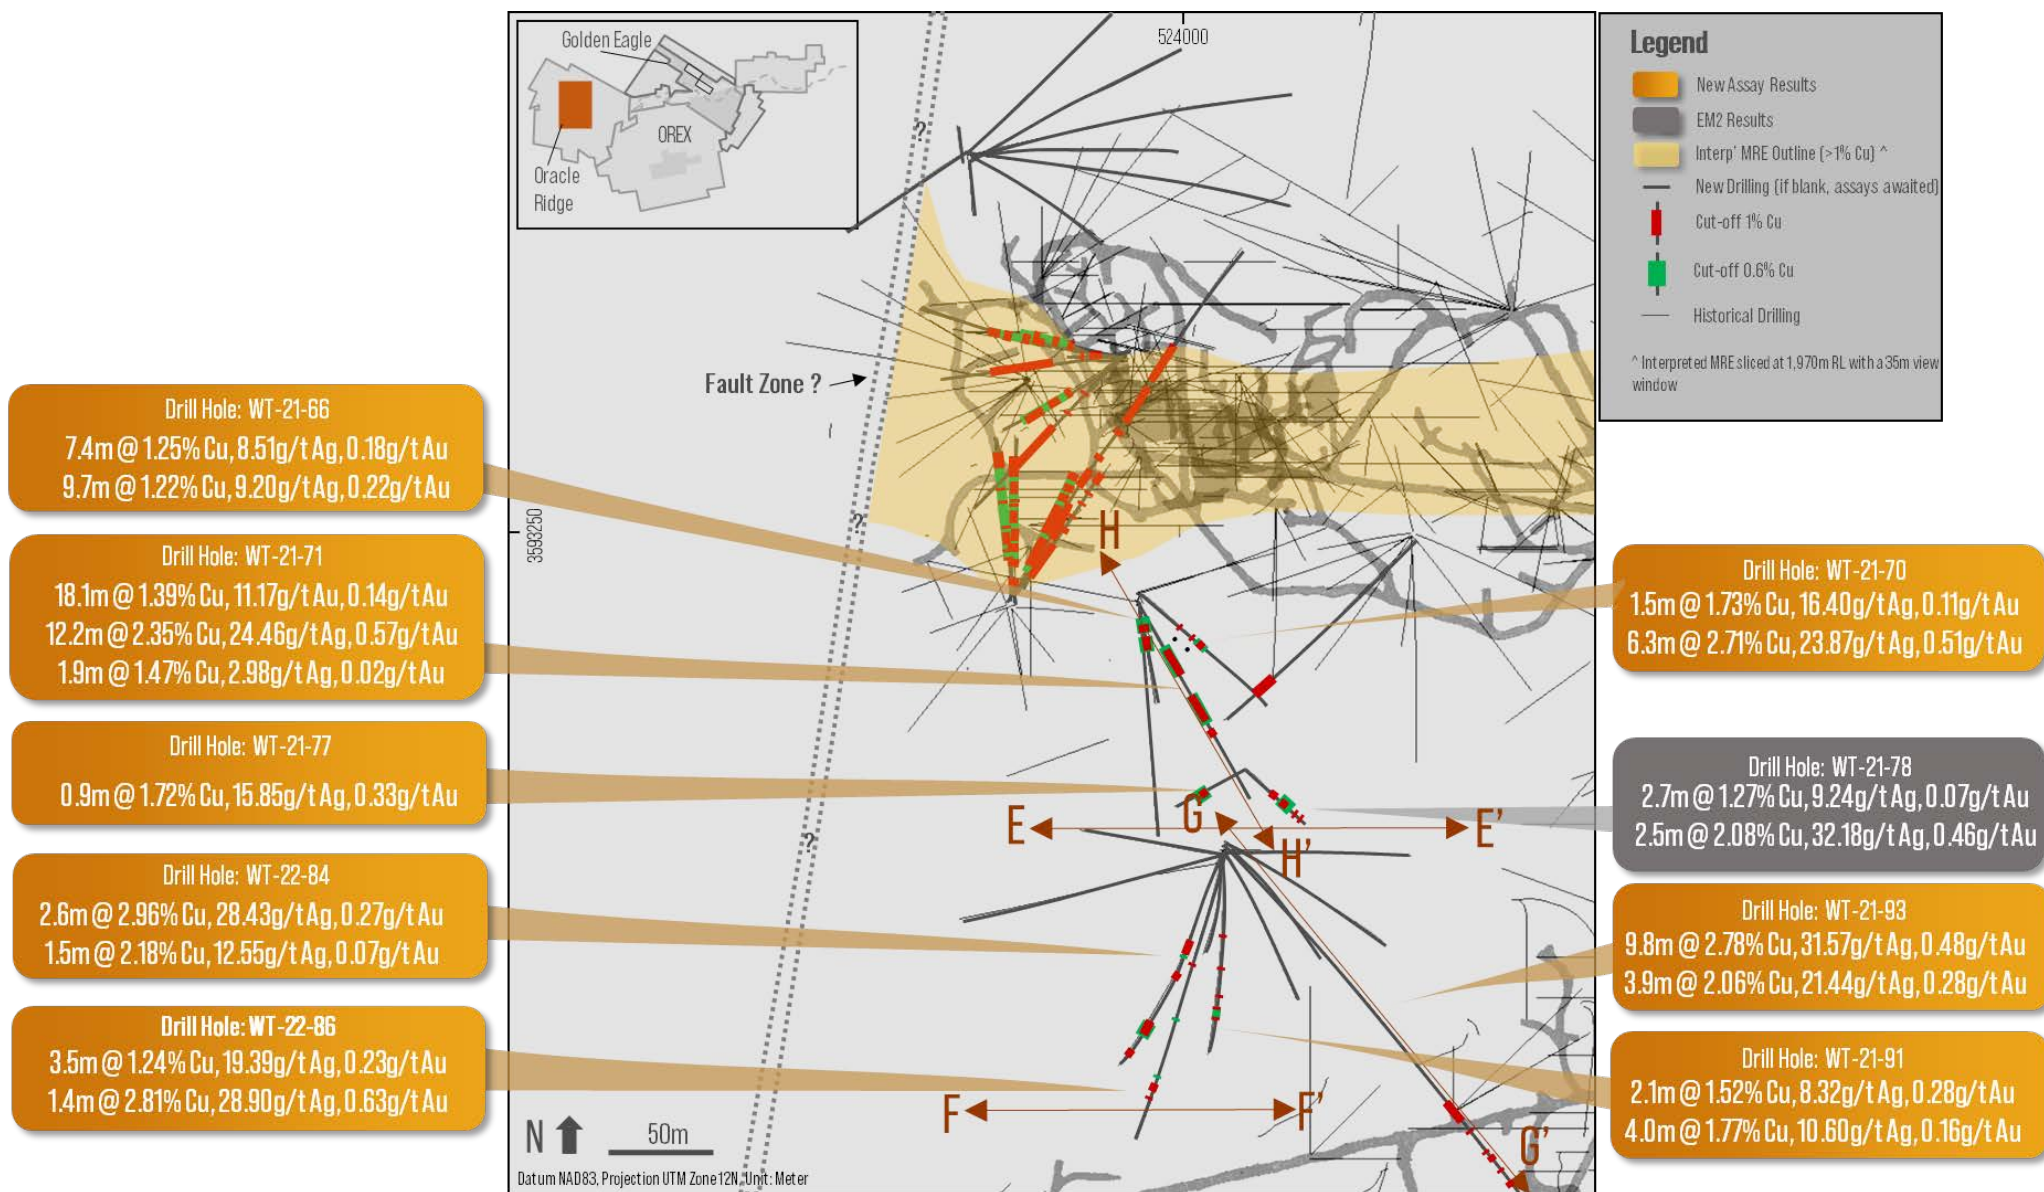 Golden Eagle
OREX
Oracle
Ridge
524000
3593250
?
?
?
Fault Zone ?
Legend
New Assay Results
EM2 Results
Interp' MRE Outline (>1% Cu) ^
New Drilling (if blank, assays awaited)
Cut-off 1% Cu
Cut-off 0.6% Cu
Historical Drilling
^ Interpreted MRE sliced at 1,970m RL with a 35m view
window
Drill Hole: WT-21-66
7.4m @ 1.25% Cu, 8.51g/t Ag, 0.18g/t Au
9.7m @ 1.22% Cu, 9.20g/t Ag, 0.22g/t Au
Drill Hole: WT-21-71
18.1m @ 1.39% Cu, 11.17g/t Au, 0.14g/t Au
12.2m @ 2.35% Cu, 24.46g/t Ag, 0.57g/t Au
1.9m @ 1.47% Cu, 2.98g/t Ag, 0.02g/t Au
Drill Hole: WT-21-77
0.9m @ 1.72% Cu, 15.85g/t Ag, 0.33g/t Au
Drill Hole: WT-22-84
2.6m @ 2.96% Cu, 28.43g/t Ag, 0.27g/t Au
1.5m @ 2.18% Cu, 12.55g/t Ag, 0.07g/t Au
Drill Hole: WT-22-86
3.5m @ 1.24% Cu, 19.39g/t Ag, 0.23g/t Au
1.4m @ 2.81% Cu, 28.90g/t Ag, 0.63g/t Au
H
G
E
E'
H'
F
F'
G'
Drill Hole: WT-21-70
1.5m @ 1.73% Cu, 16.40g/t Ag, 0.11g/t Au
6.3m @ 2.71% Cu, 23.87g/t Ag, 0.51g/t Au
Drill Hole: WT-21-78
2.7m @ 1.27% Cu, 9.24g/t Ag, 0.07g/t Au
2.5m @ 2.08% Cu, 32.18g/t Ag, 0.46g/t Au
Drill Hole: WT-21-93
9.8m @ 2.78% Cu, 31.57g/t Ag, 0.48g/t Au
3.9m @ 2.06% Cu, 21.44g/t Ag, 0.28g/t Au
Drill Hole: WT-21-91
2.1m @ 1.52% Cu, 8.32g/t Ag, 0.28g/t Au
4.0m @ 1.77% Cu, 10.60g/t Ag, 0.16g/t Au
N
50m
Datum NAD83, Projection UTM Zone 12N, Unit: Meter